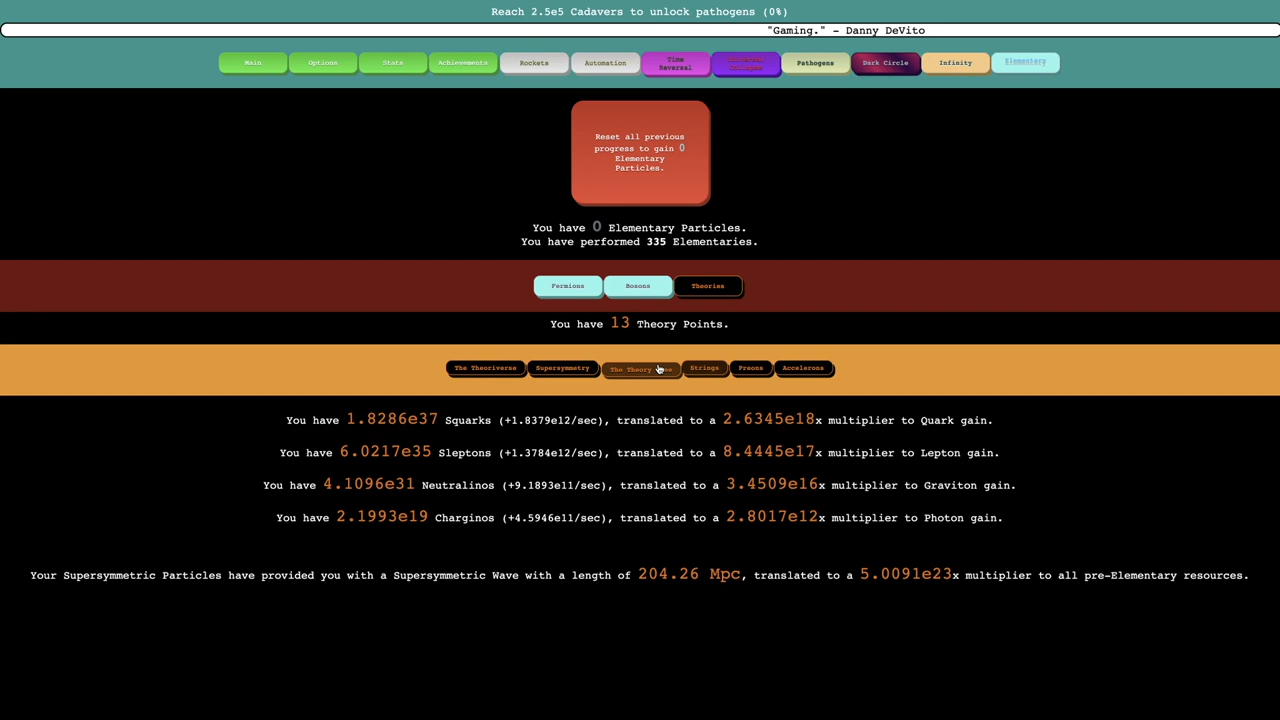 Reach 2.5e5 Cadavers to unlock pathogens (0%)
"Gaming." - Danny DeVito
Main Options Stats Achievements Rockets Automation Time Reversal Universal Collapse Pathogens Dark Circle Infinity Elementary
Reset all previous
progress to gain 0
Elementary
Particles.
You have 0 Elementary Particles.
You have performed 335 Elementaries.
Fermions Bosons Theories
You have 13 Theory Points.
The Theoriverse Supersymmetry The Theory Strings Preons Accelerons
You have 1.8286e37 Squarks (+1.8379e12/sec), translated to a 2.6345e18x multiplier to Quark gain.
You have 6.0217e35 Sleptons (+1.3784e12/sec), translated to a 8.4445e17x multiplier to Lepton gain.
You have 4.1096e31 Neutralinos (+9.1893e11/sec), translated to a 3.4509e16x multiplier to Graviton gain.
You have 2.1993e19 Charginos (+4.5946e11/sec), translated to a 2.8017e12x multiplier to Photon gain.
Your Supersymmetric Particles have provided you with a Supersymmetric Wave with a length of 204.26 Mpc, translated to a 5.0091e23x multiplier to all pre-Elementary resources.